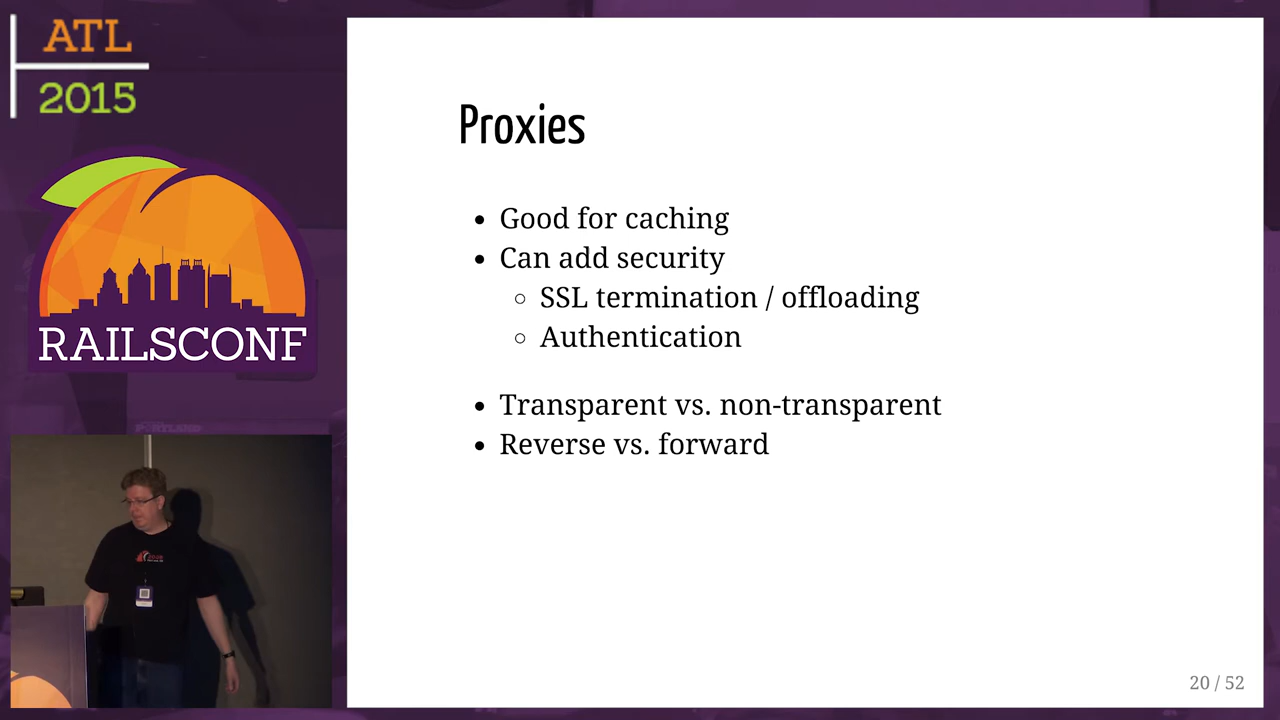 ATL
2015
RAILSCONF
Proxies
Good for caching
Can add security
SSL termination / offloading
Authentication
Transparent vs. non-transparent
Reverse vs. forward
20 / 52